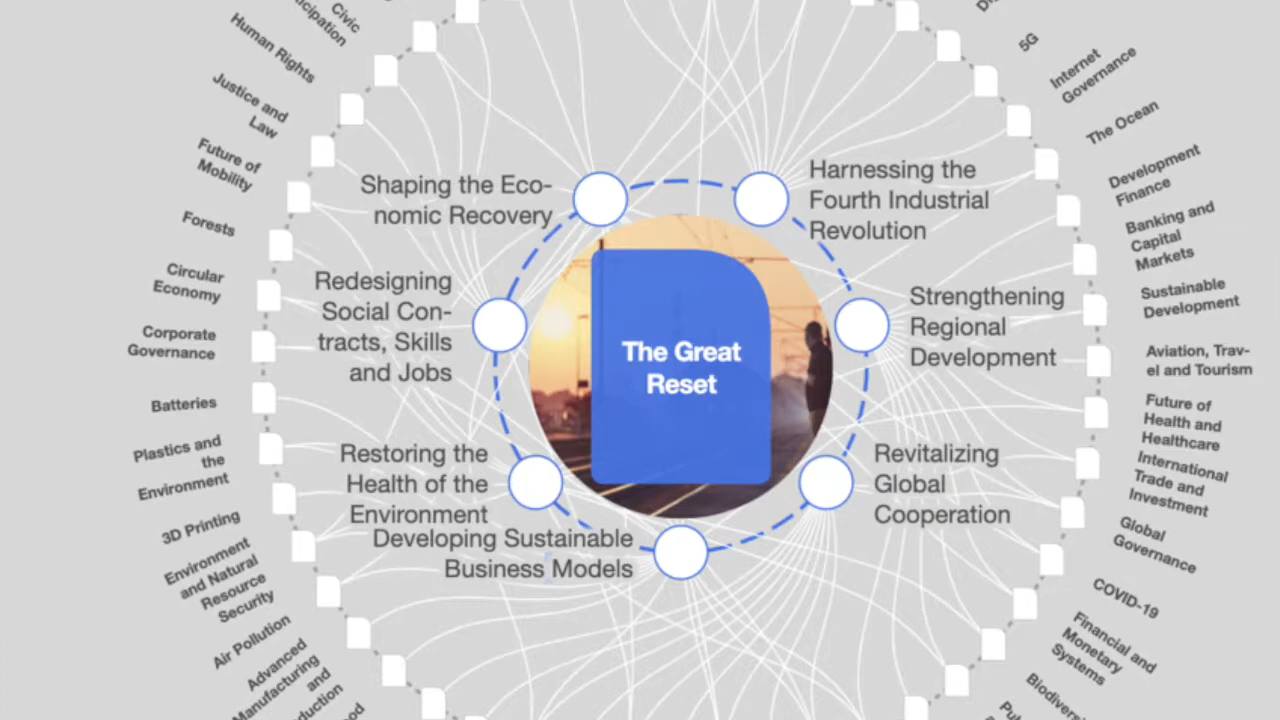 Civic
Human Rights
Justice and
Law
Future of
Mobility
Forests
Circular
Economy
Corporate
Governance
Batteries
Plastics and
the
Environment
3D Printing
Environment
and Natural
Resource
Security
Air Pollution
Advanced
Manufacturing
and
Shaping the Eco-
nomic Recovery
Redesigning
Social Con-
tracts, Skills
and Jobs
Restoring the
Health of the
Environment
Developing Sustainable
Business Models
The Great
Reset
Harnessing the
Fourth Industrial
Revolution
Strengthening
Regional
Development
Revitalizing
Global
Cooperation
5G
Internet
Governance
The Ocean
Development
Finance
Banking and
Capital
Markets
Sustainable
Development
Aviation, Trav-
el and Tourism
Future of
Health and
Healthcare
International
Trade and
Investment
Global
Governance
COVID-19
Financial and
Monetary
Systems